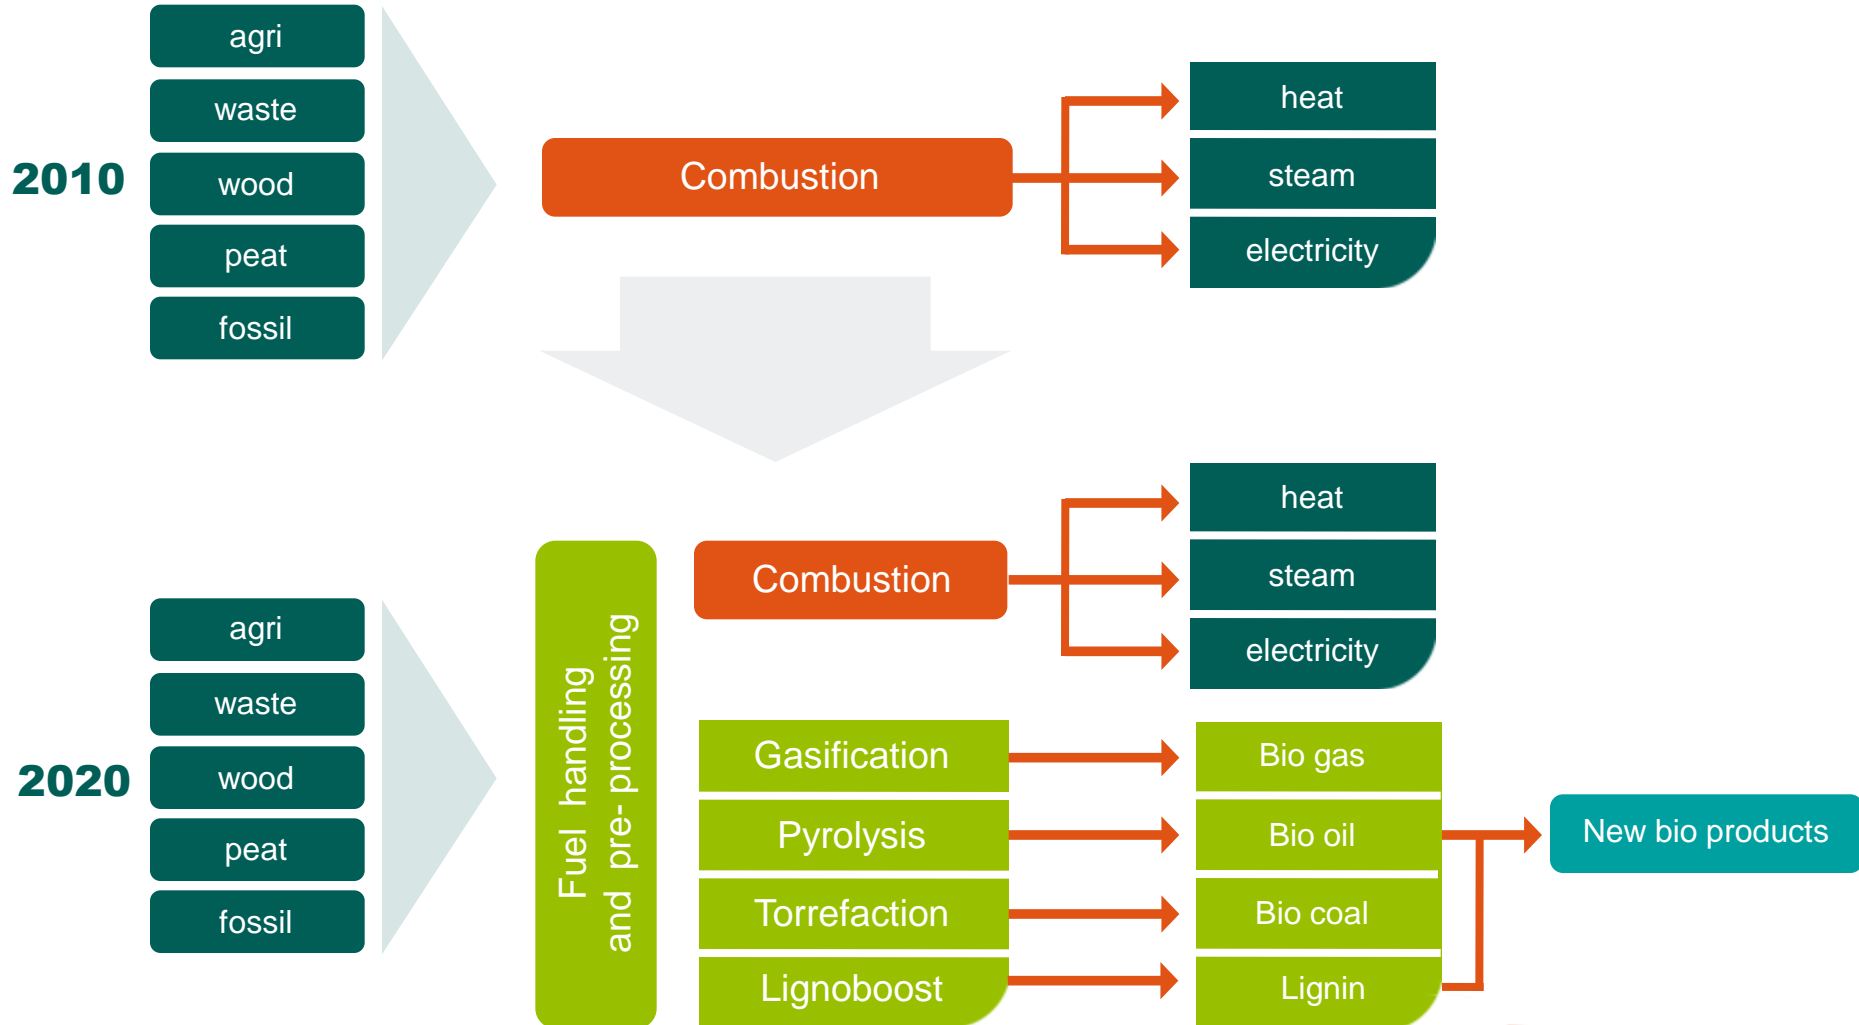 2010
agri
waste
wood
peat
fossil
Combustion
heat
steam
electricity
2020
agri
waste
wood
peat
fossil
Fuel handling
and pre- processing
Combustion
heat
steam
electricity
Gasification
Bio gas
Pyrolysis
Bio oil
New bio products
Torrefaction
Bio coal
Lignoboost
Lignin